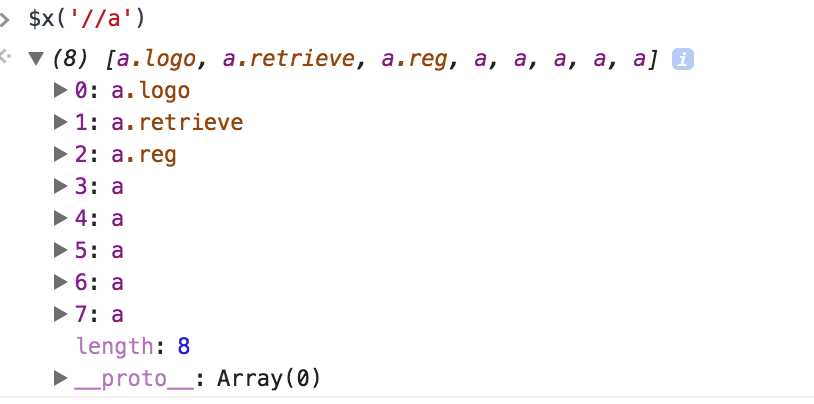 > $x('//a')
(8) [a.logo, a.retrieve, a.reg, a, a, a, a, a] i
0: a.logo
1: a.retrieve
2: a.reg
3: a
4: a
5: a
6: a
7: a
length: 8
__proto__: Array(0)